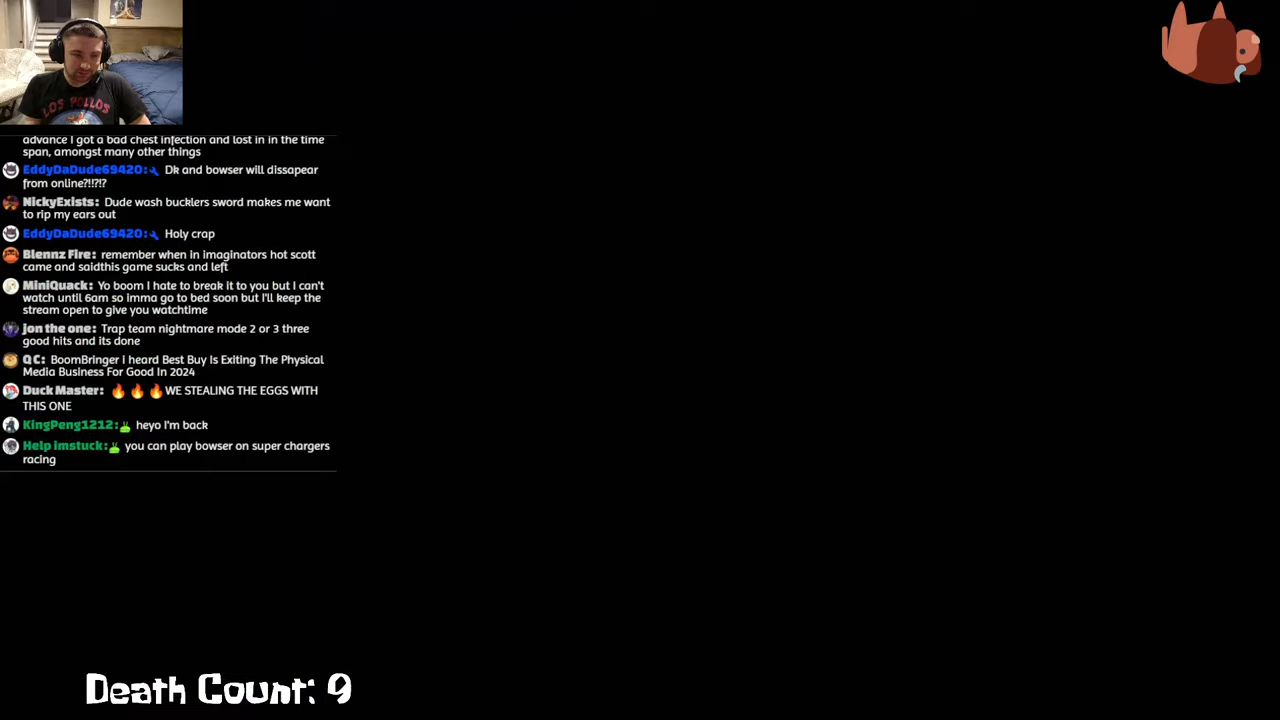 LOS POLLOS
advance I got a bad chest infection and lost in in the time
span, amongst many other things
EddyDaDude69420: Dk and bowser will dissapear
from online?!!?!?
NickyExists: Dude wash bucklers sword makes me want
to rip my ears out
EddyDaDude69420: Holy crap
Blennz Fire: remember when in imaginators hot scott
came and saidthis game sucks and left
MiniQuack: Yo boom I hate to break it to you but I can't
watch until 6am so imma go to bed soon but I'll keep the
stream open to give you watchtime
jon the one: Trap team nightmare mode 2 or 3 three
good hits and its done
Q C: BoomBringer I heard Best Buy Is Exiting The Physical
Media Business For Good In 2024
Duck Master: 🔥 🔥 🔥WE STEALING THE EGGS WITH
THIS ONE
KingPeng1212: heyo I'm back
Help imstuck: you can play bowser on super chargers
racing
Death Count: 9